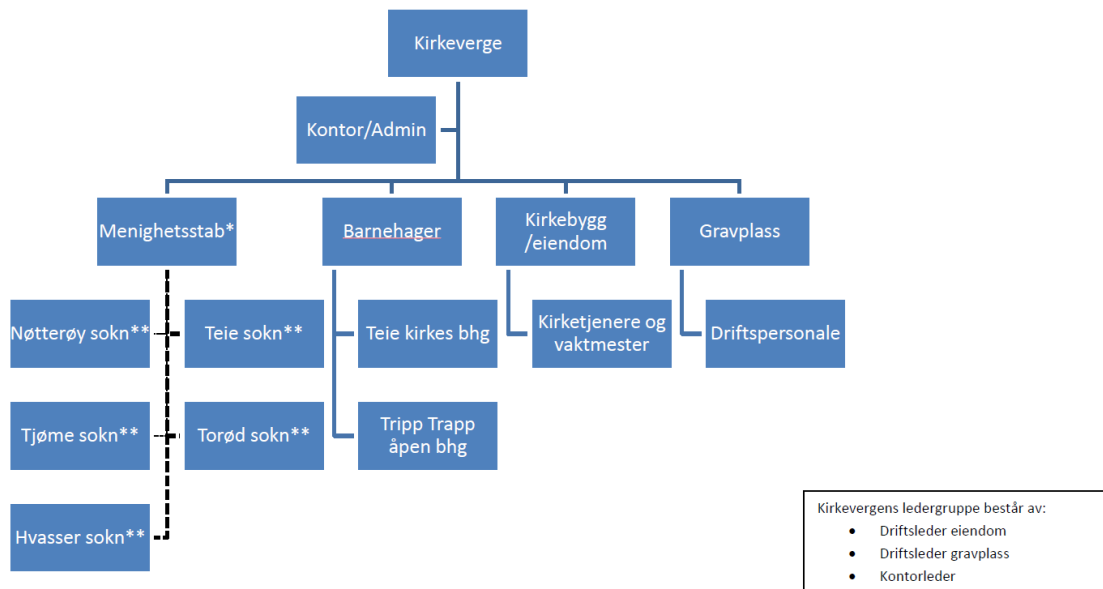 Kirkeverge
Kontor/Admin
Menighetsstab*
Barnehager
Kirkebygg
/eiendom
Gravplass
Nøtterøy sokn**
Teie sokn**
Teie kirkes bhg
Kirketjenere og
vaktmester
Driftspersonale
Tjøme sokn**
Torød sokn**
Tripp Trapp
åpen bhg
Hvasser sokn**
Kirkevergens ledergruppe består av:
• Driftsleder eiendom
• Driftsleder gravplass
• Kontorleder